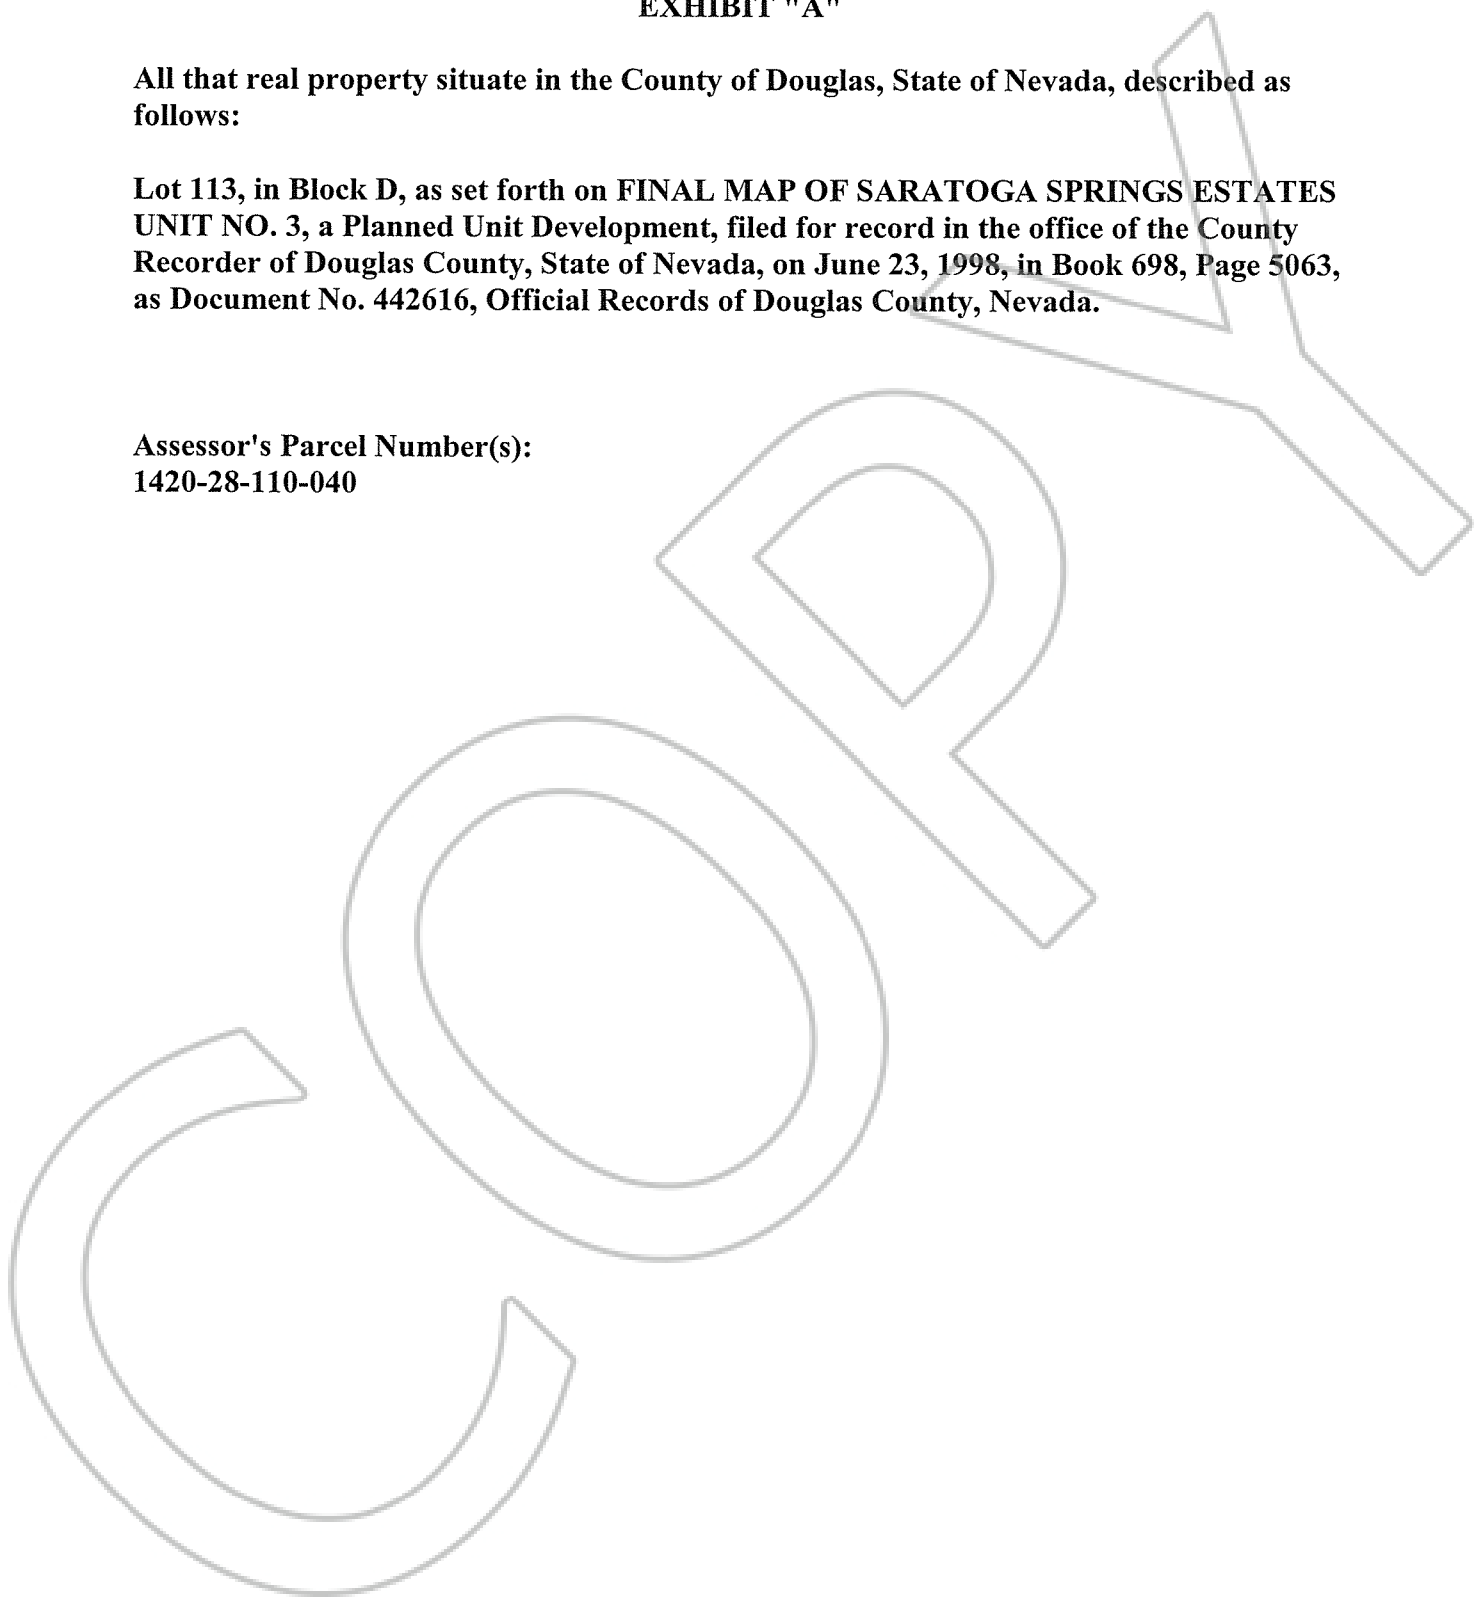 EXHIBIT "A"
All that real property situate in the County of Douglas, State of Nevada, described as
follows:
Lot 113, in Block D, as set forth on FINAL MAP OF SARATOGA SPRINGS ESTATES
UNIT NO. 3, a Planned Unit Development, filed for record in the office of the County
Recorder of Douglas County, State of Nevada, on June 23, 1998, in Book 698, Page 5063,
as Document No. 442616, Official Records of Douglas County, Nevada.
Assessor's Parcel Number(s):
1420-28-110-040
COPY